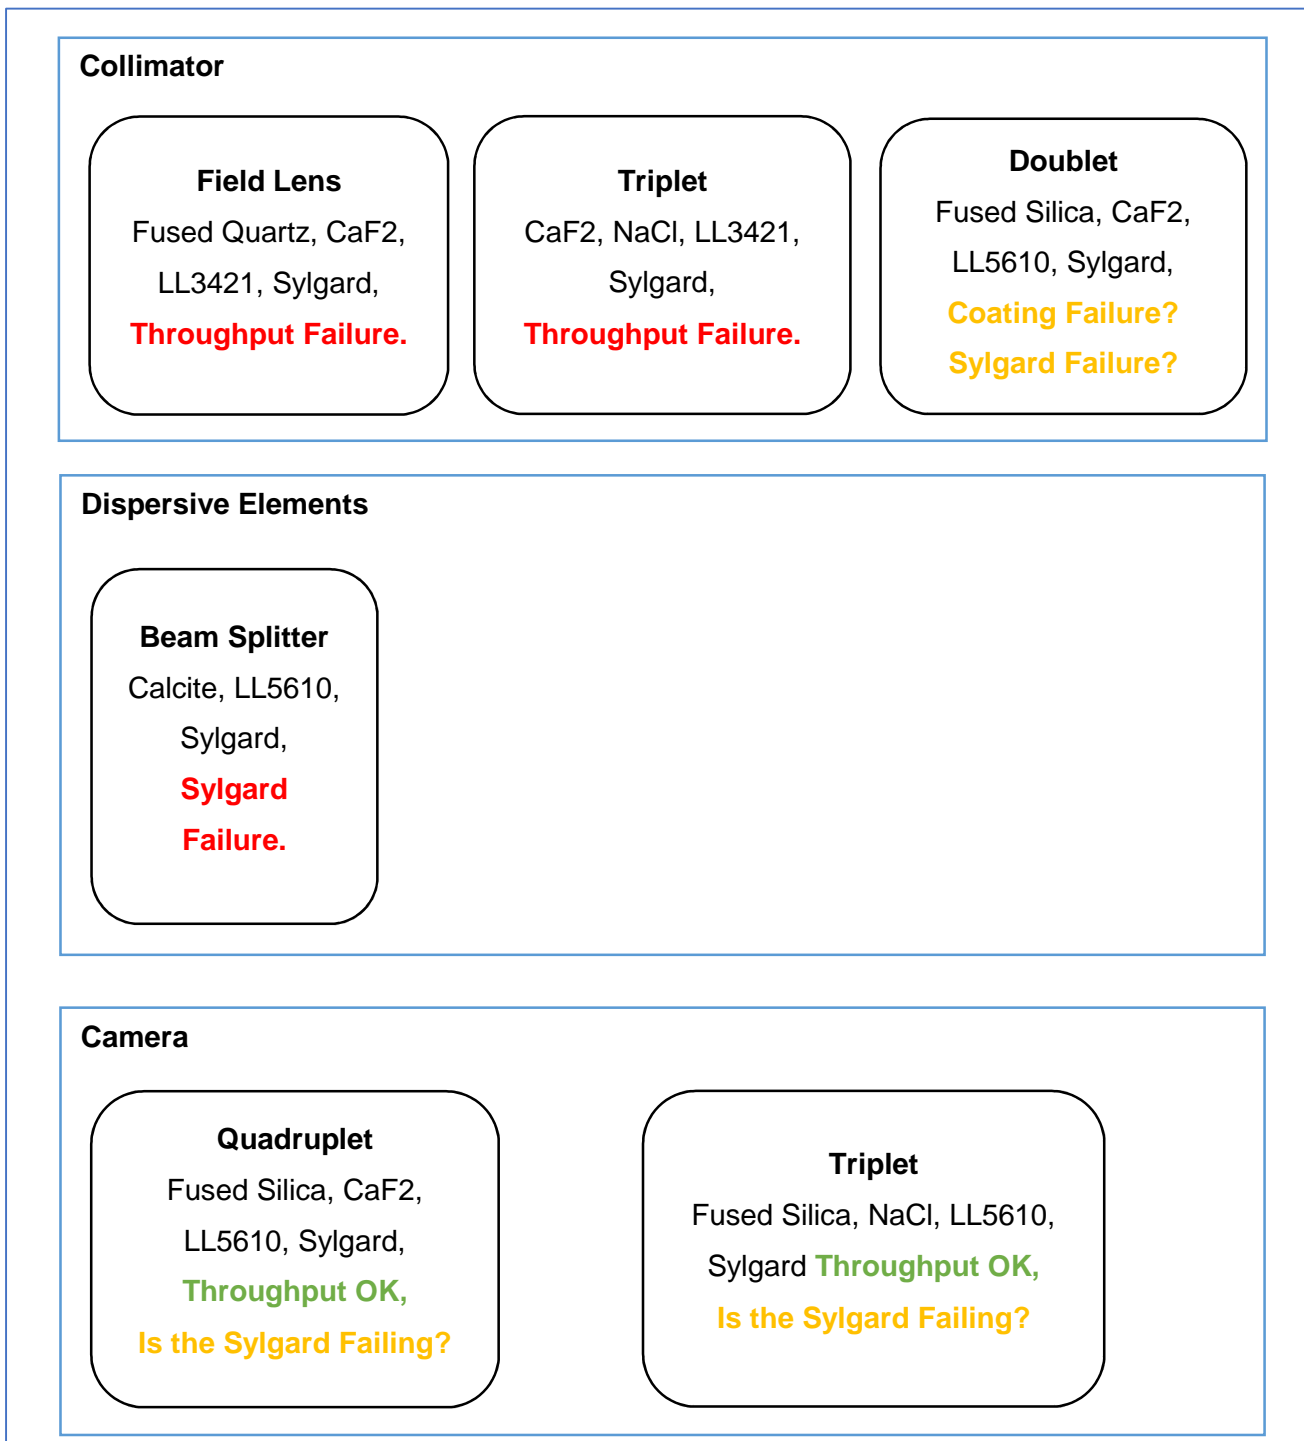 Collimator
Field Lens
Fused Quartz, CaF2,
LL3421, Sylgard,
Throughput Failure.
Triplet
CaF2, NaCl, LL3421,
Sylgard,
Throughput Failure.
Doublet
Fused Silica, CaF2,
LL5610, Sylgard,
Coating Failure?
Sylgard Failure?
Dispersive Elements
Beam Splitter
Calcite, LL5610,
Sylgard,
Sylgard
Failure.
Camera
Quadruplet
Fused Silica, CaF2,
LL5610, Sylgard,
Throughput OK,
Is the Sylgard Failing?
Triplet
Fused Silica, NaCl, LL5610,
Sylgard Throughput OK,
Is the Sylgard Failing?